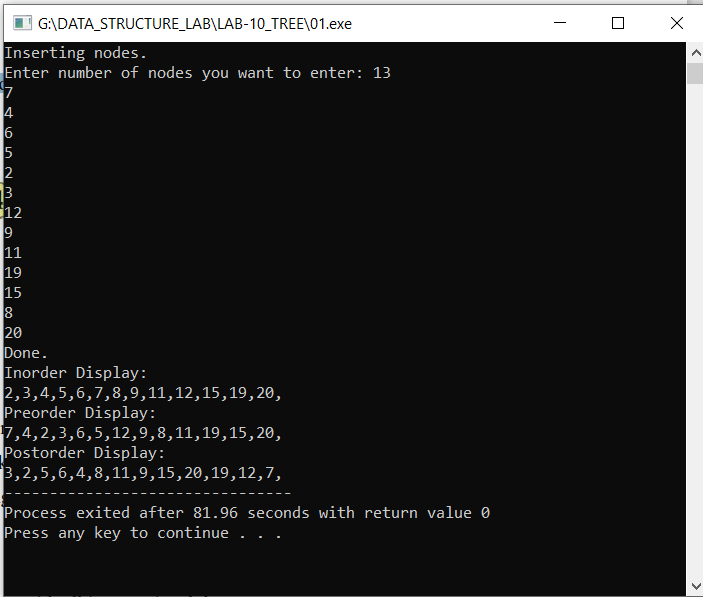 G:\DATA_STRUCTURE_LAB\LAB-10_TREE\01.exe
Inserting nodes.
Enter number of nodes you want to enter: 13
7
4
6
5
2
3
12
9
11
19
15
8
20
Done.
Inorder Display:
2,3,4,5,6,7,8,9,11,12,15,19,20,
Preorder Display:
7,4,2,3,6,5,12,9,8,11,19,15,20,
Postorder Display:
3,2,5,6,4,8,11,9,15,20,19,12,7,
--------------------------------
Process exited after 81.96 seconds with return value 0
Press any key to continue . . .